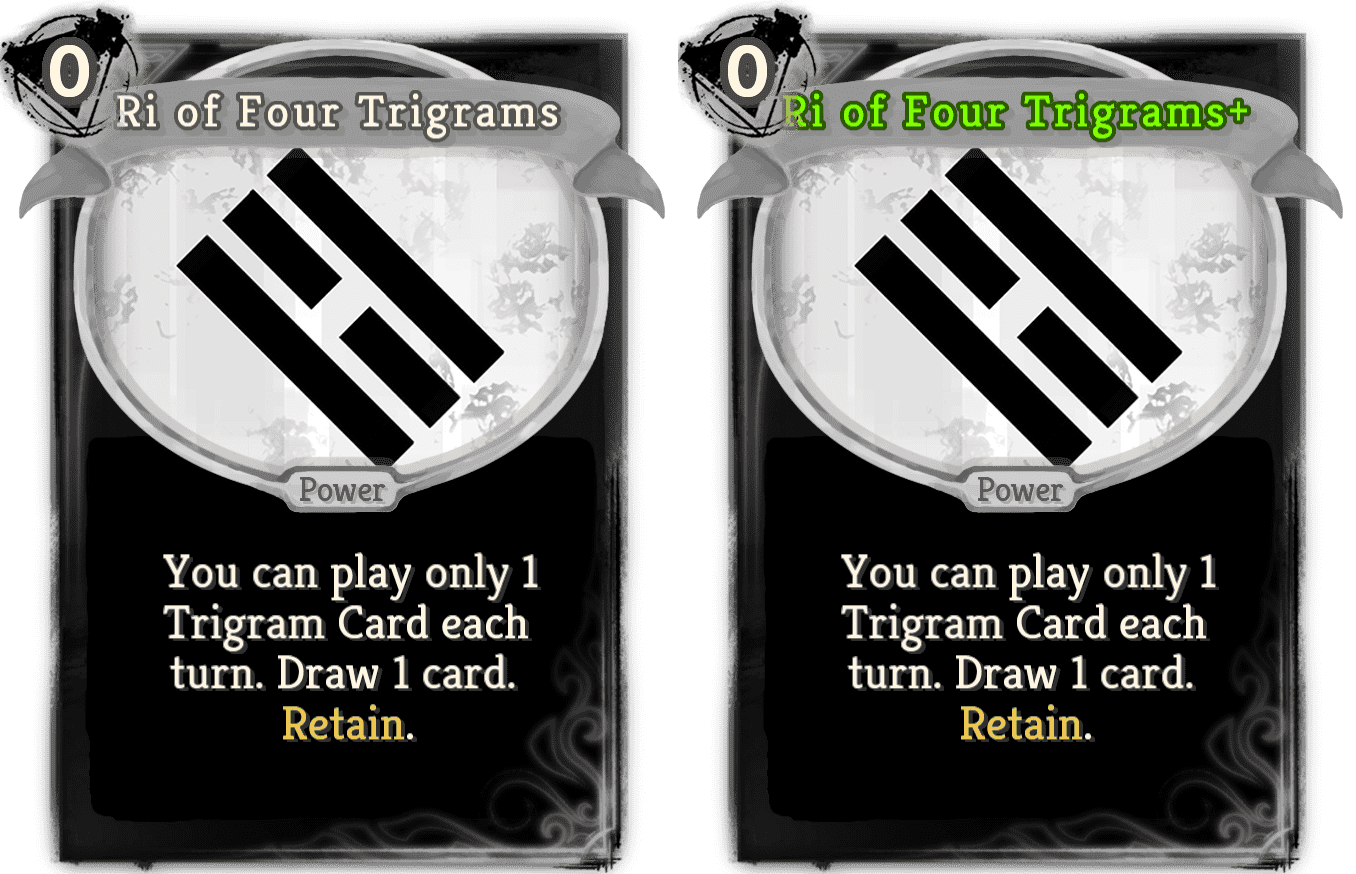 0
Ri of Four Trigrams
Power
You can play only 1
Trigram Card each
turn. Draw 1 card.
Retain.
0
Ri of Four Trigrams+
Power
You can play only 1
Trigram Card each
turn. Draw 1 card.
Retain.